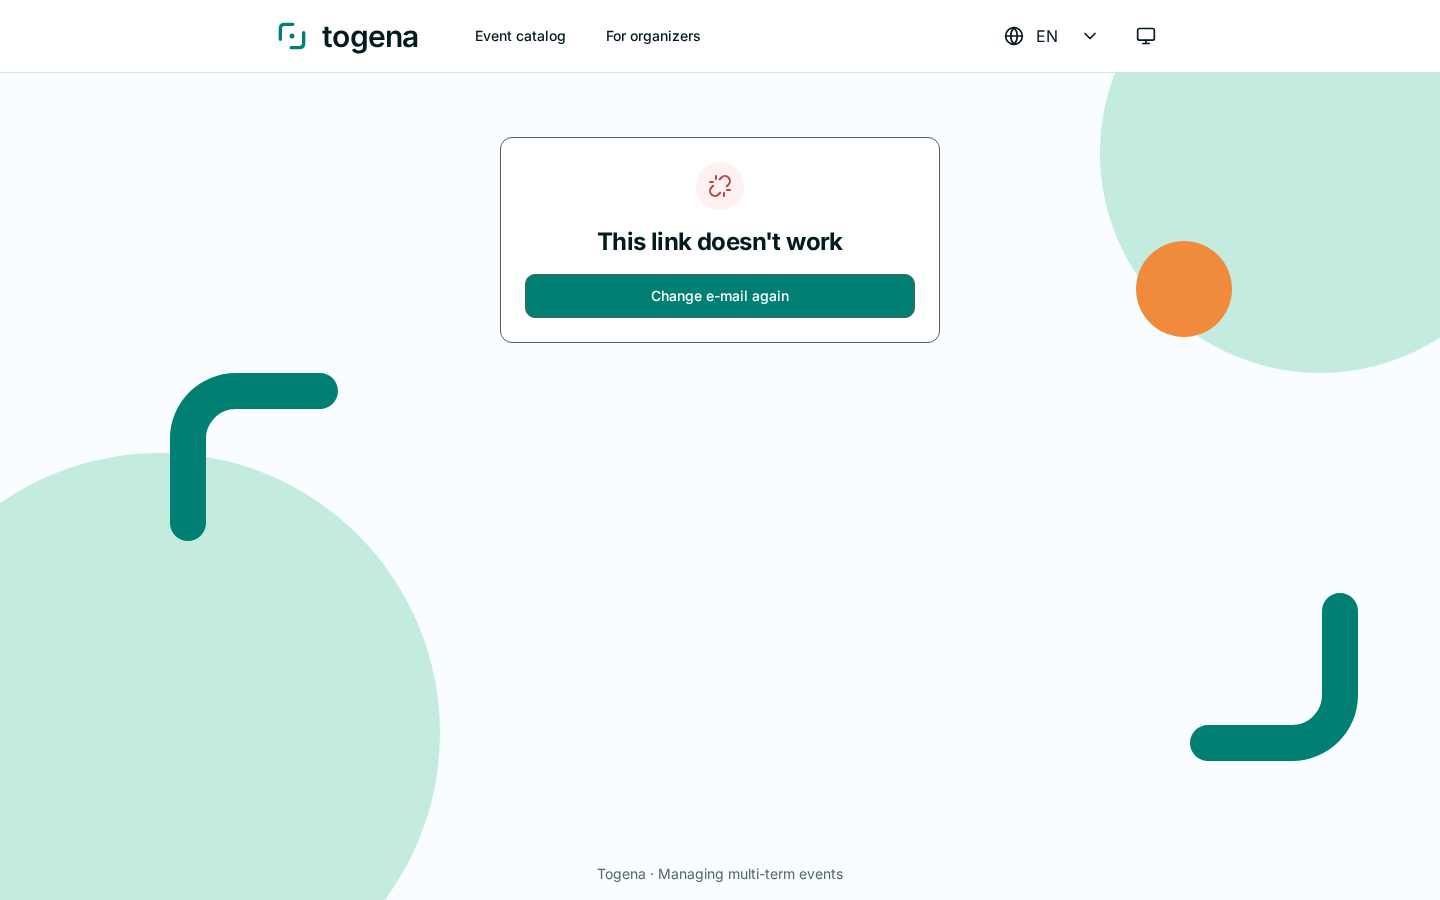 togena
Event catalog
For organizers
EN
This link doesn't work
Change e-mail again
Togena · Managing multi-term events